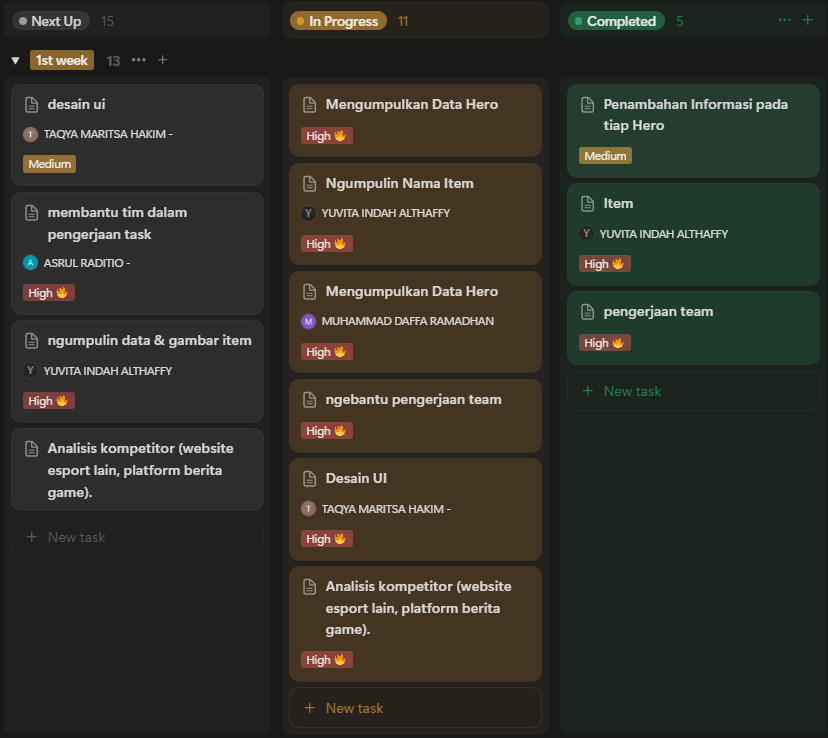 Next Up 15
In Progress 11
Completed 5
1st week 13
desain ui
T TAQYA MARITSA HAKIM -
Medium
membantu tim dalam
pengerjaan task
A ASRUL RADITIO -
High 🔥
ngumpulin data & gambar item
Y YUVITA INDAH ALTHAFFY
High 🔥
Analisis kompetitor (website
esport lain, platform berita
game).
+ New task
Mengumpulkan Data Hero
High 🔥
Ngumpulin Nama Item
Y YUVITA INDAH ALTHAFFY
High 🔥
Mengumpulkan Data Hero
M MUHAMMAD DAFFA RAMADHAN
High 🔥
ngebantu pengerjaan team
High 🔥
Desain UI
T TAQYA MARITSA HAKIM -
High 🔥
Analisis kompetitor (website
esport lain, platform berita
game).
High 🔥
+ New task
Penambahan Informasi pada
tiap Hero
Medium
Item
Y YUVITA INDAH ALTHAFFY
High 🔥
pengerjaan team
High 🔥
+ New task